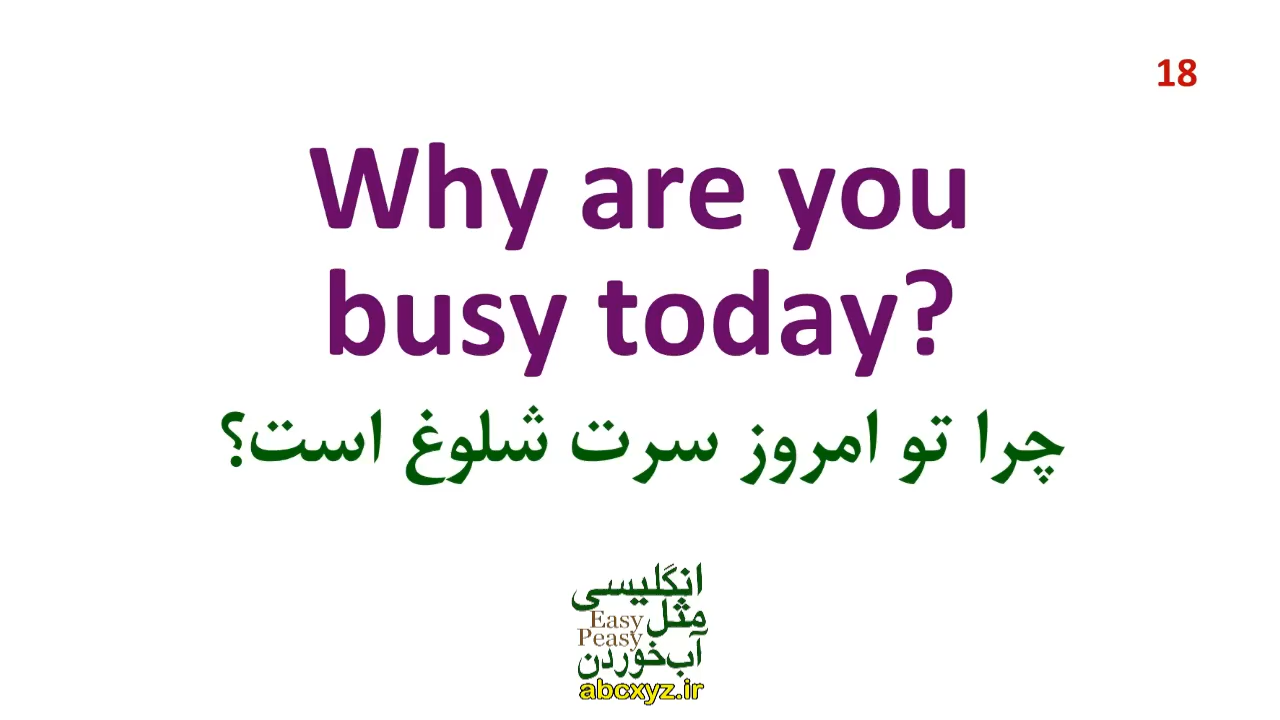 18
Why are you
busy today?
چرا تو امروز سرت شلوغ است؟
انگلیسی
مثل
Easy
Peasy
آب‌خوردن
abcxyz.ir